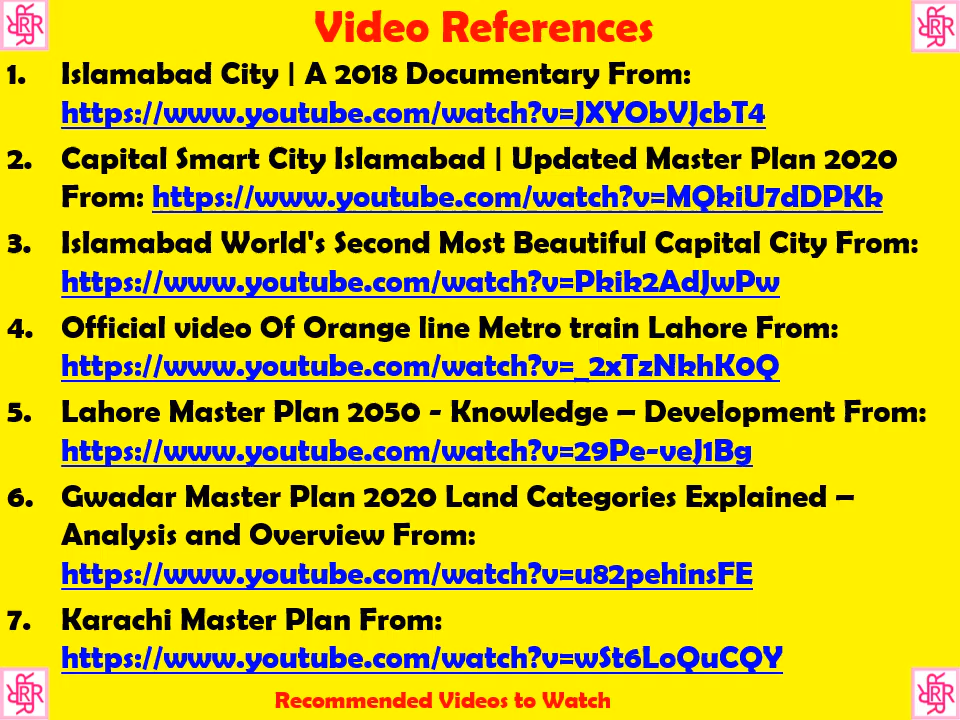 Video References
1. Islamabad City | A 2018 Documentary From:
https://www.youtube.com/watch?v=JXYObVJcbT4
2. Capital Smart City Islamabad | Updated Master Plan 2020
From: https://www.youtube.com/watch?v=MQkiU7dDPKk
3. Islamabad World's Second Most Beautiful Capital City From:
https://www.youtube.com/watch?v=Pkik2AdJwPw
4. Official video Of Orange line Metro train Lahore From:
https://www.youtube.com/watch?v=_2xTzNkhK0Q
5. Lahore Master Plan 2050 - Knowledge – Development From:
https://www.youtube.com/watch?v=29Pe-veJ1Bg
6. Gwadar Master Plan 2020 Land Categories Explained –
Analysis and Overview From:
https://www.youtube.com/watch?v=u82pehinsFE
7. Karachi Master Plan From:
https://www.youtube.com/watch?v=wSt6LoQuCQY
Recommended Videos to Watch